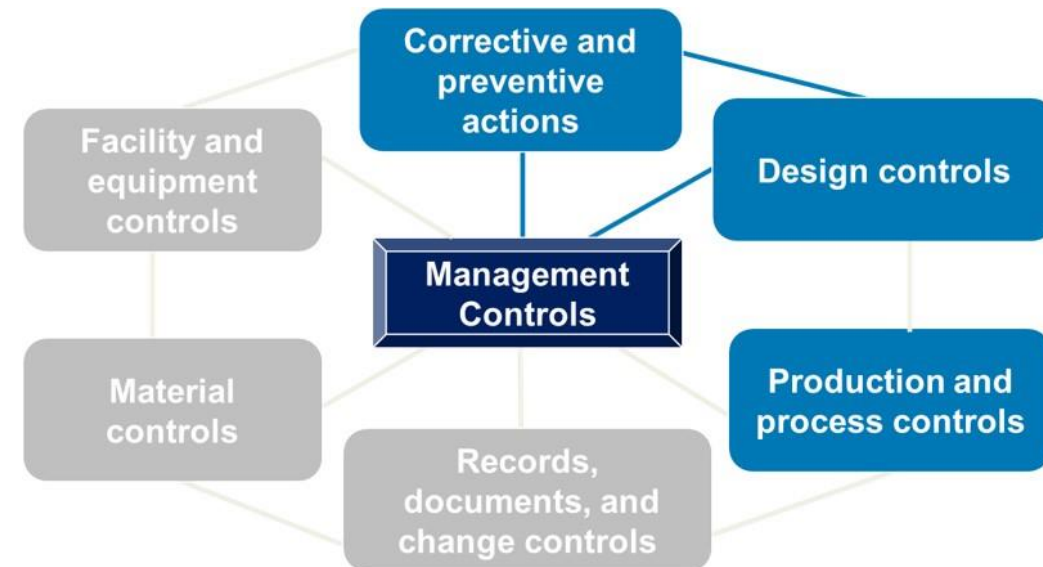 Corrective and
preventive
actions
Facility and
equipment
controls
Design controls
Management
Controls
Material
controls
Production and
process controls
Records,
documents, and
change controls